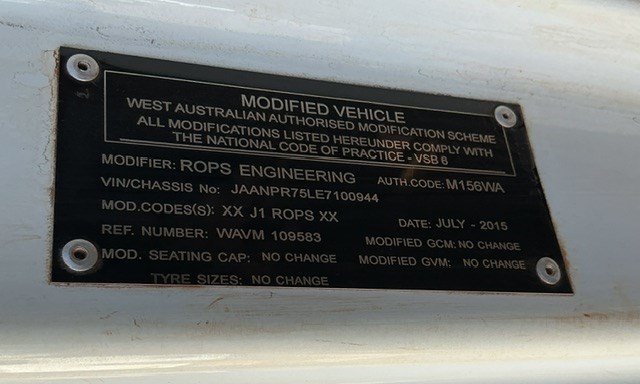 MODIFIED VEHICLE
WEST AUSTRALIAN AUTHORISED MODIFICATION SCHEME
ALL MODIFICATIONS LISTED HEREUNDER COMPLY WITH
THE NATIONAL CODE OF PRACTICE - VSB 6
MODIFIER: ROPS ENGINEERING AUTH.CODE: M156WA
VIN/CHASSIS No: JAANPR75LE7100944
MOD.CODES(S): XX J1 ROPS XX DATE: JULY - 2015
REF. NUMBER: WAVM 109583 MODIFIED GCM: NO CHANGE
MOD. SEATING CAP: NO CHANGE MODIFIED GVM: NO CHANGE
TYRE SIZES: NO CHANGE